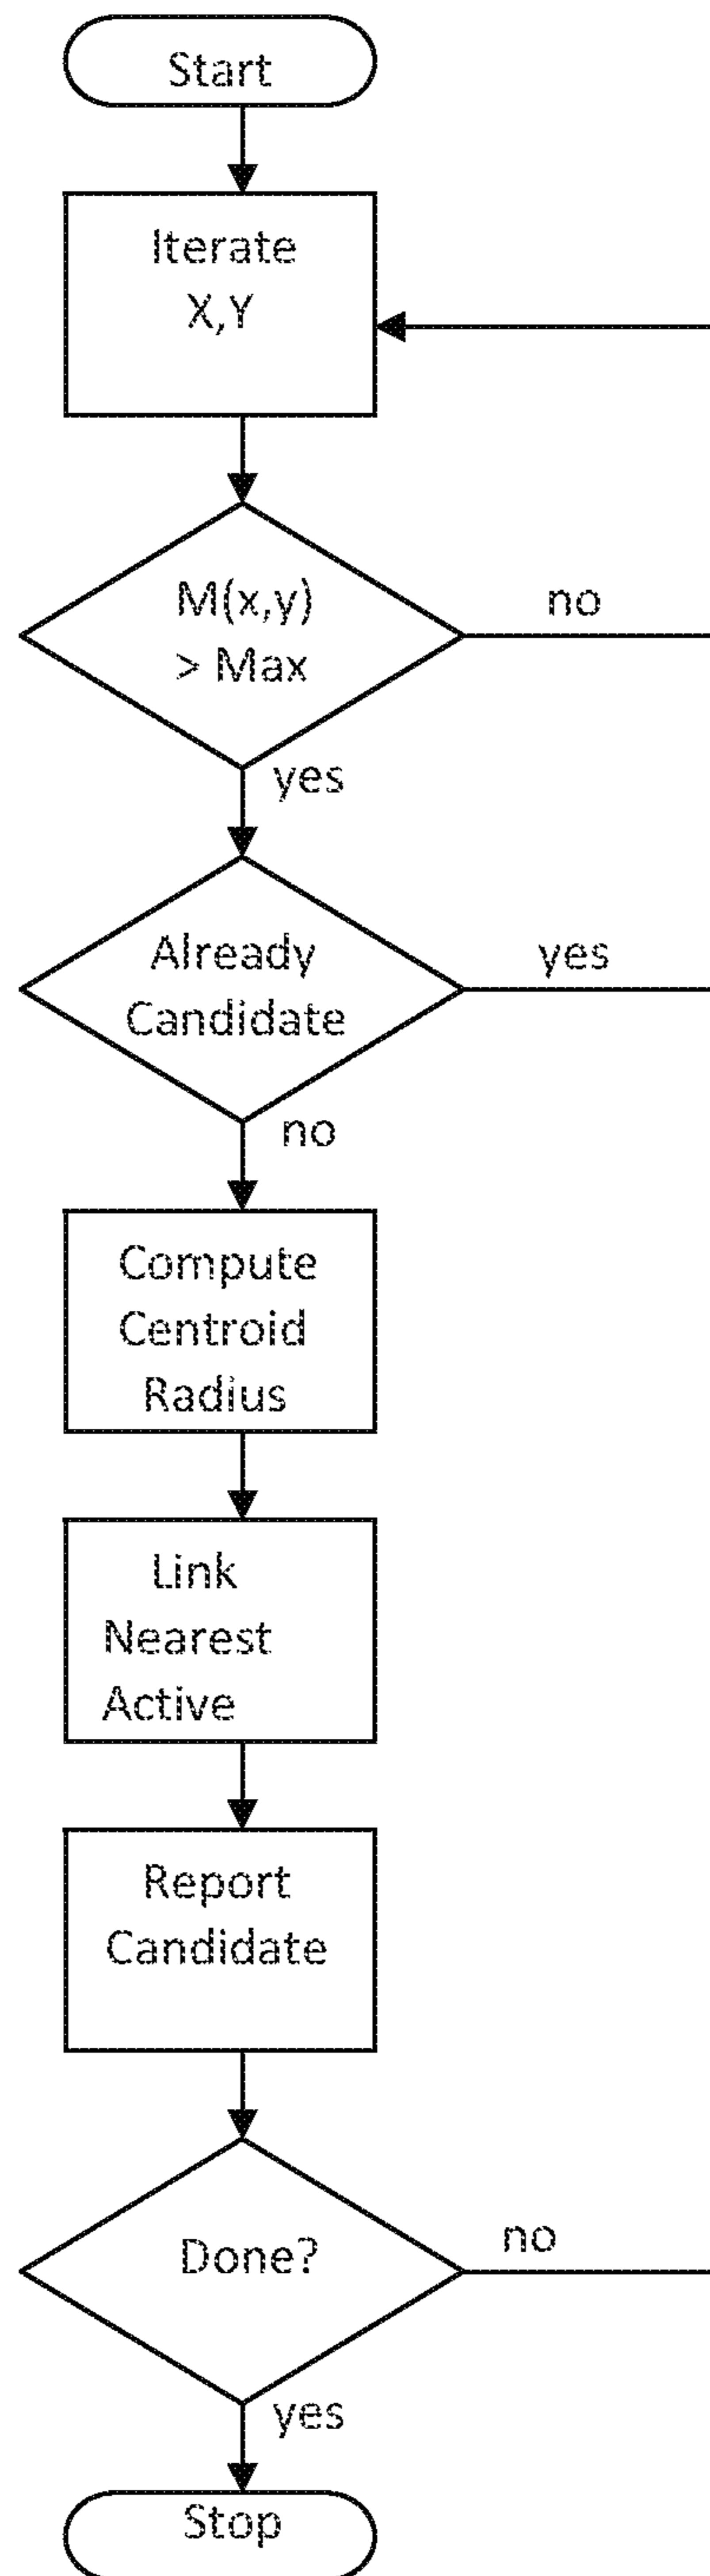 Start
Iterate
X,Y
M(x,y)
> Max
no
yes
Already
Candidate
yes
no
Compute
Centroid
Radius
Link
Nearest
Active
Report
Candidate
Done?
no
yes
Stop